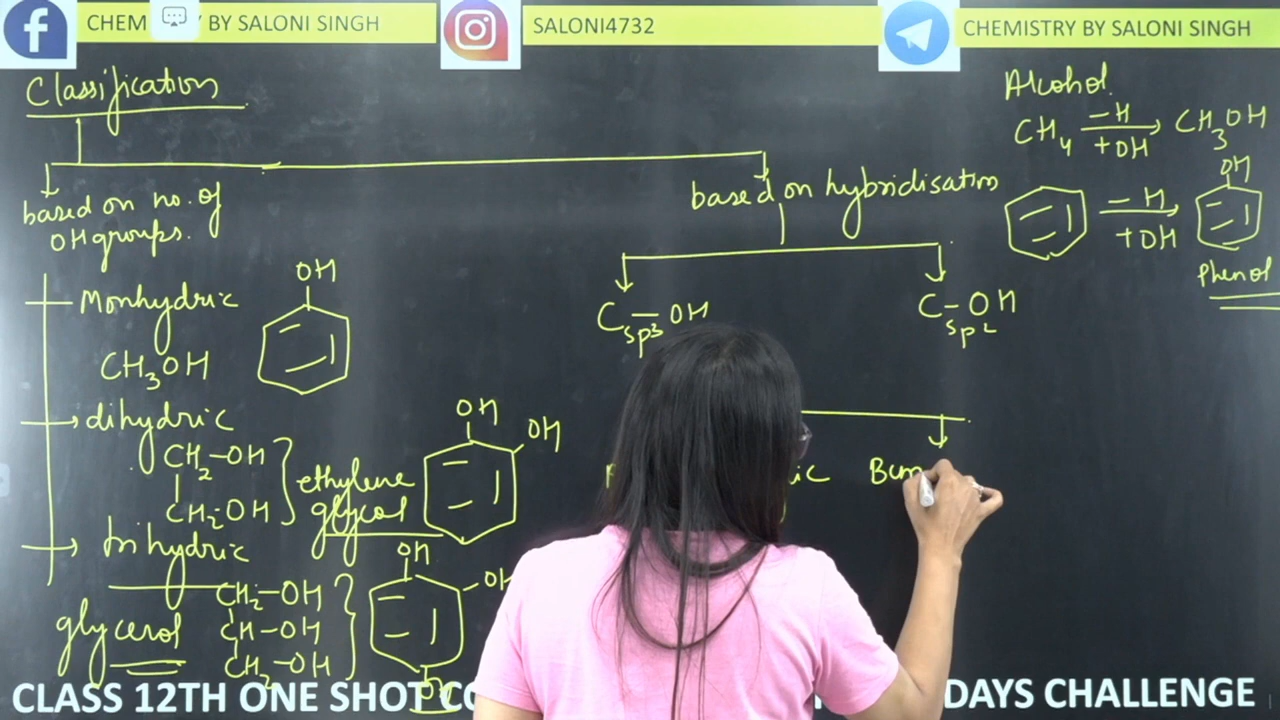 CHEM BY SALONI SINGH
SALONI4732
CHEMISTRY BY SALONI SINGH
Classification
based on no. of
OH groups.
Monhydric
OH
CH3OH
dihydric
CH2-OH
CH2-OH
ethylene
glycol
OH
OH
trihydric
glycerol
CH2-OH
CH-OH
CH2-OH
OH
OH
based on hybridisation
C-OH
sp3
C-OH
sp2
Alcohol
CH4 -H +OH CH3OH
-H
+OH
OH
Phenol
CLASS 12TH ONE SHOT
DAYS CHALLENGE